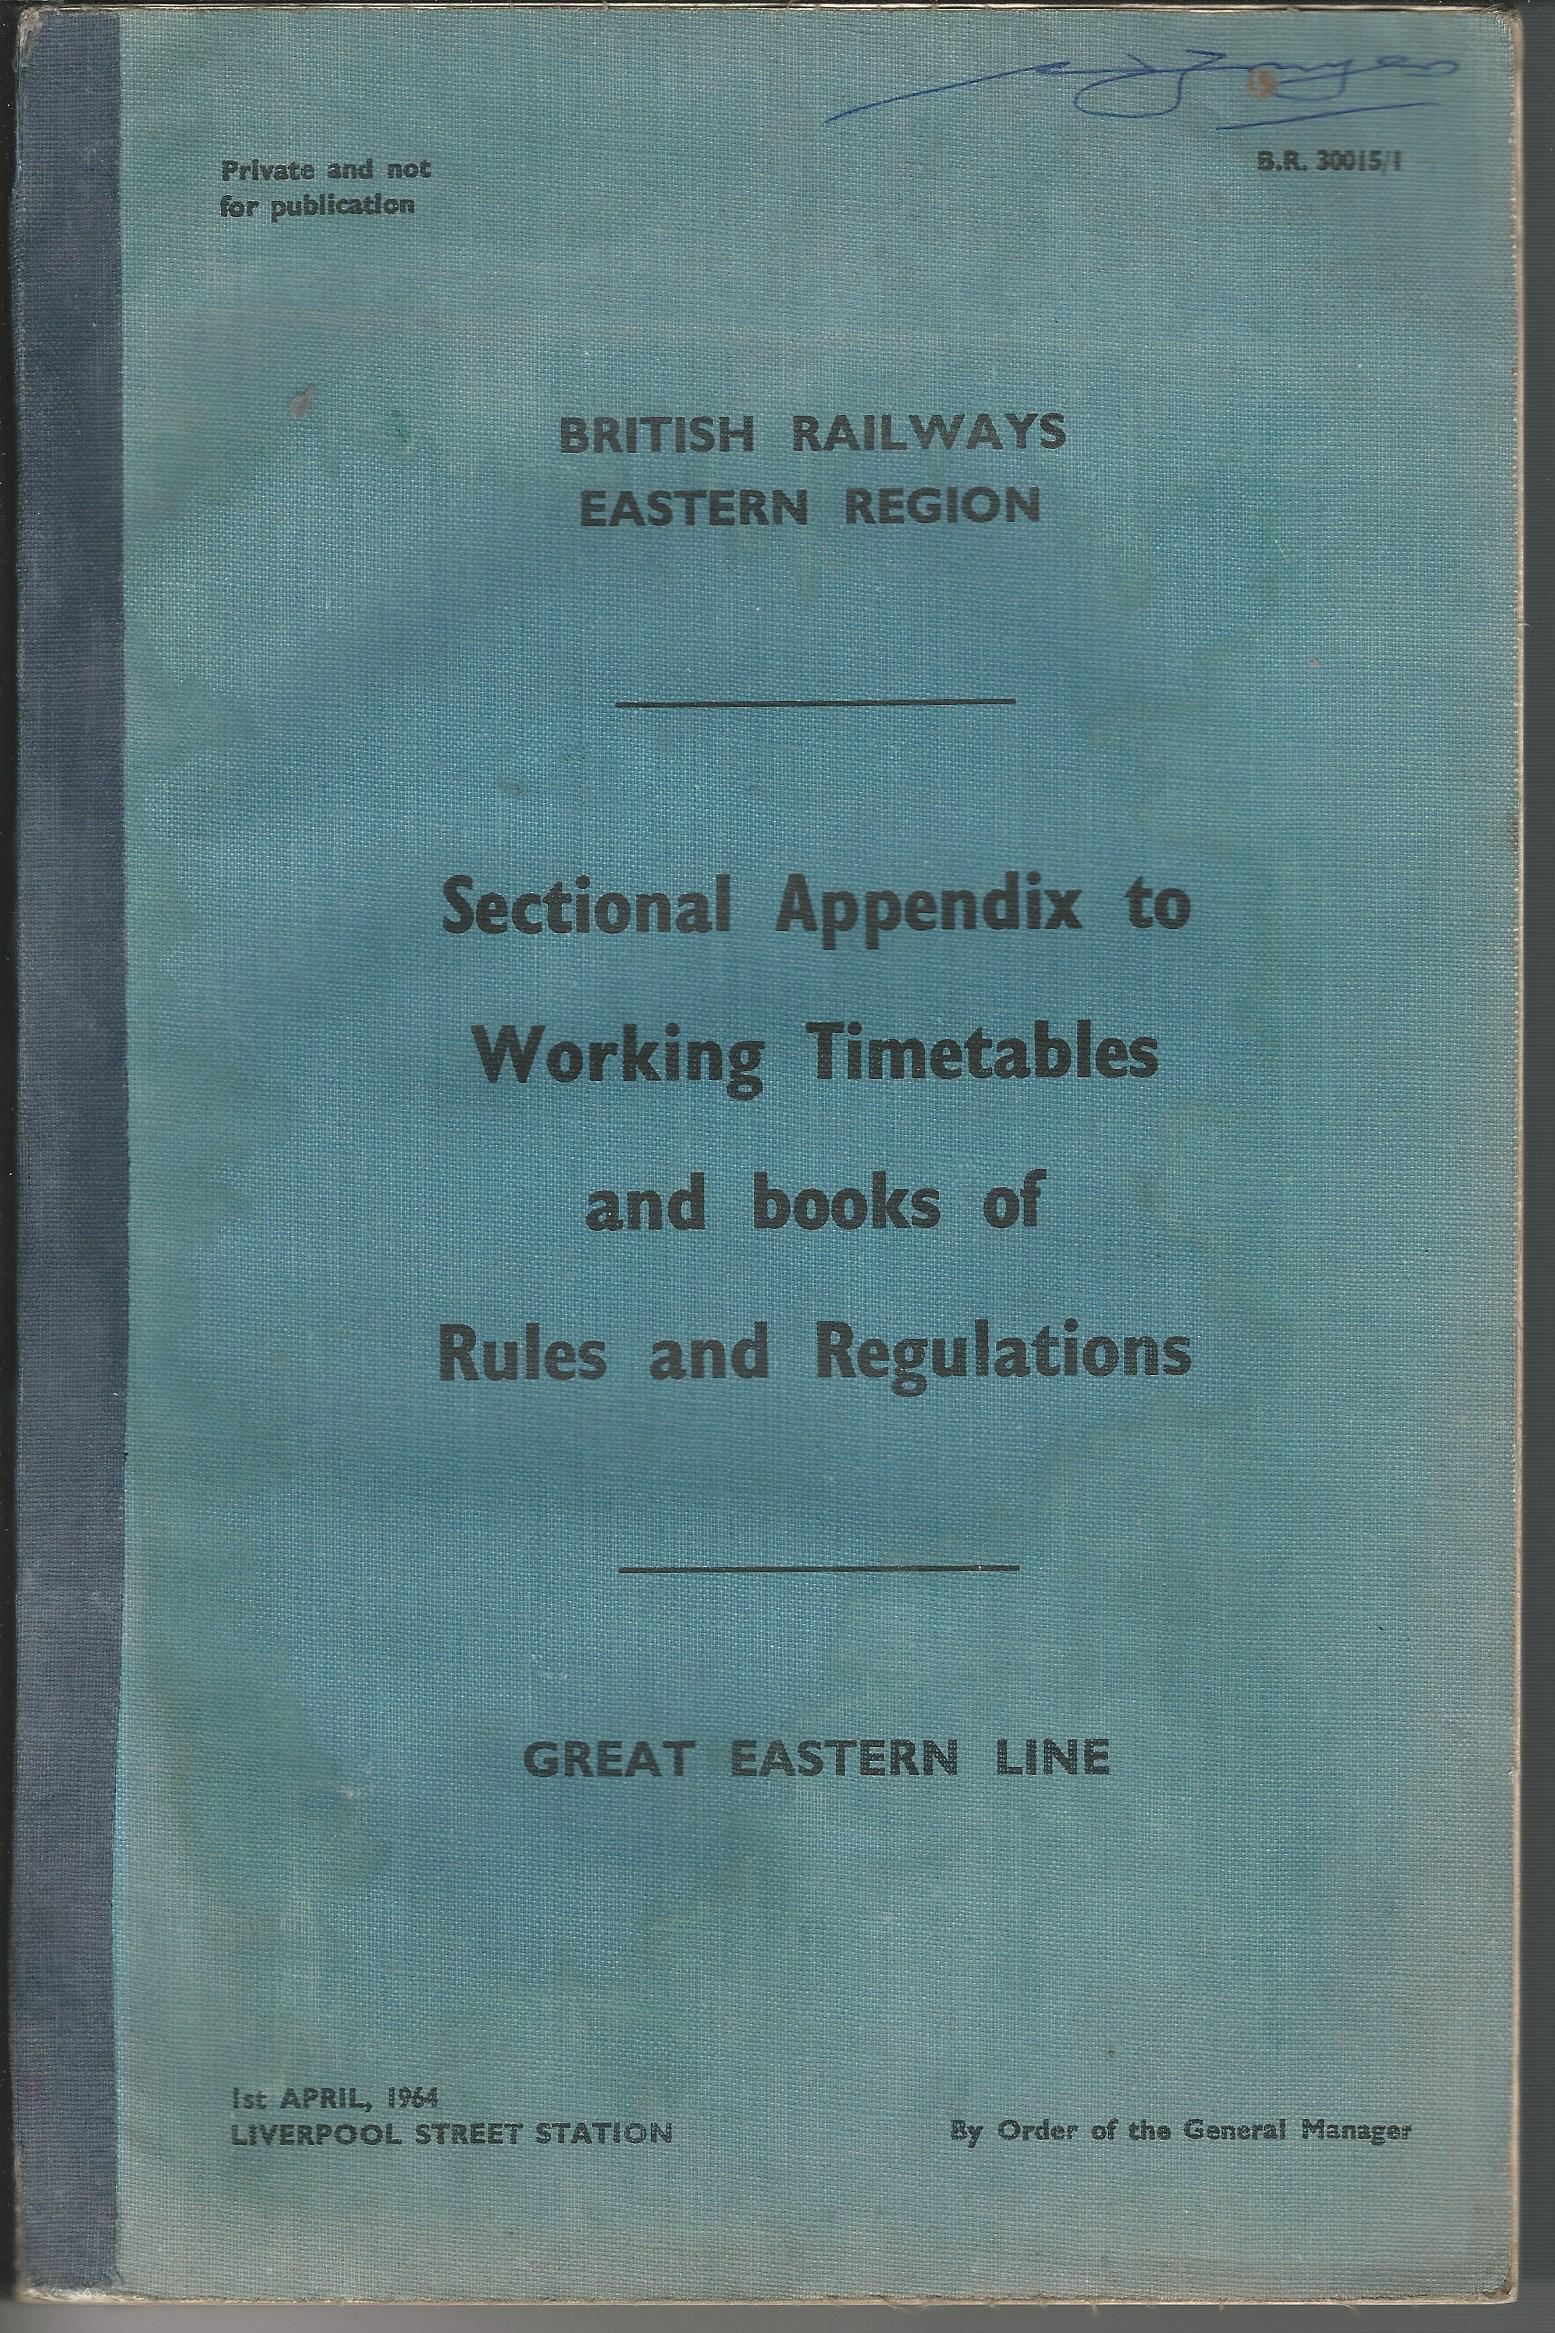 Private and not
for publication
B.R. 30015/1
BRITISH RAILWAYS
EASTERN REGION
Sectional Appendix to
Working Timetables
and books of
Rules and Regulations
GREAT EASTERN LINE
1st APRIL, 1964
LIVERPOOL STREET STATION
By Order of the General Manager